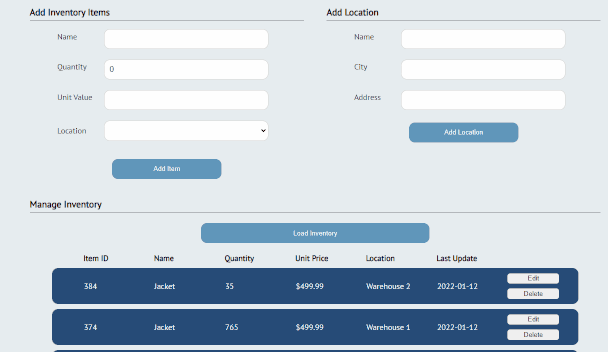 Add Inventory Items
Name
Quantity
0
Unit Value
Location
Add Item
Add Location
Name
City
Address
Add Location
Manage Inventory
Load Inventory
Item ID Name Quantity Unit Price Location Last Update
384 Jacket 35 $499.99 Warehouse 2 2022-01-12
Edit
Delete
374 Jacket 765 $499.99 Warehouse 1 2022-01-12
Edit
Delete